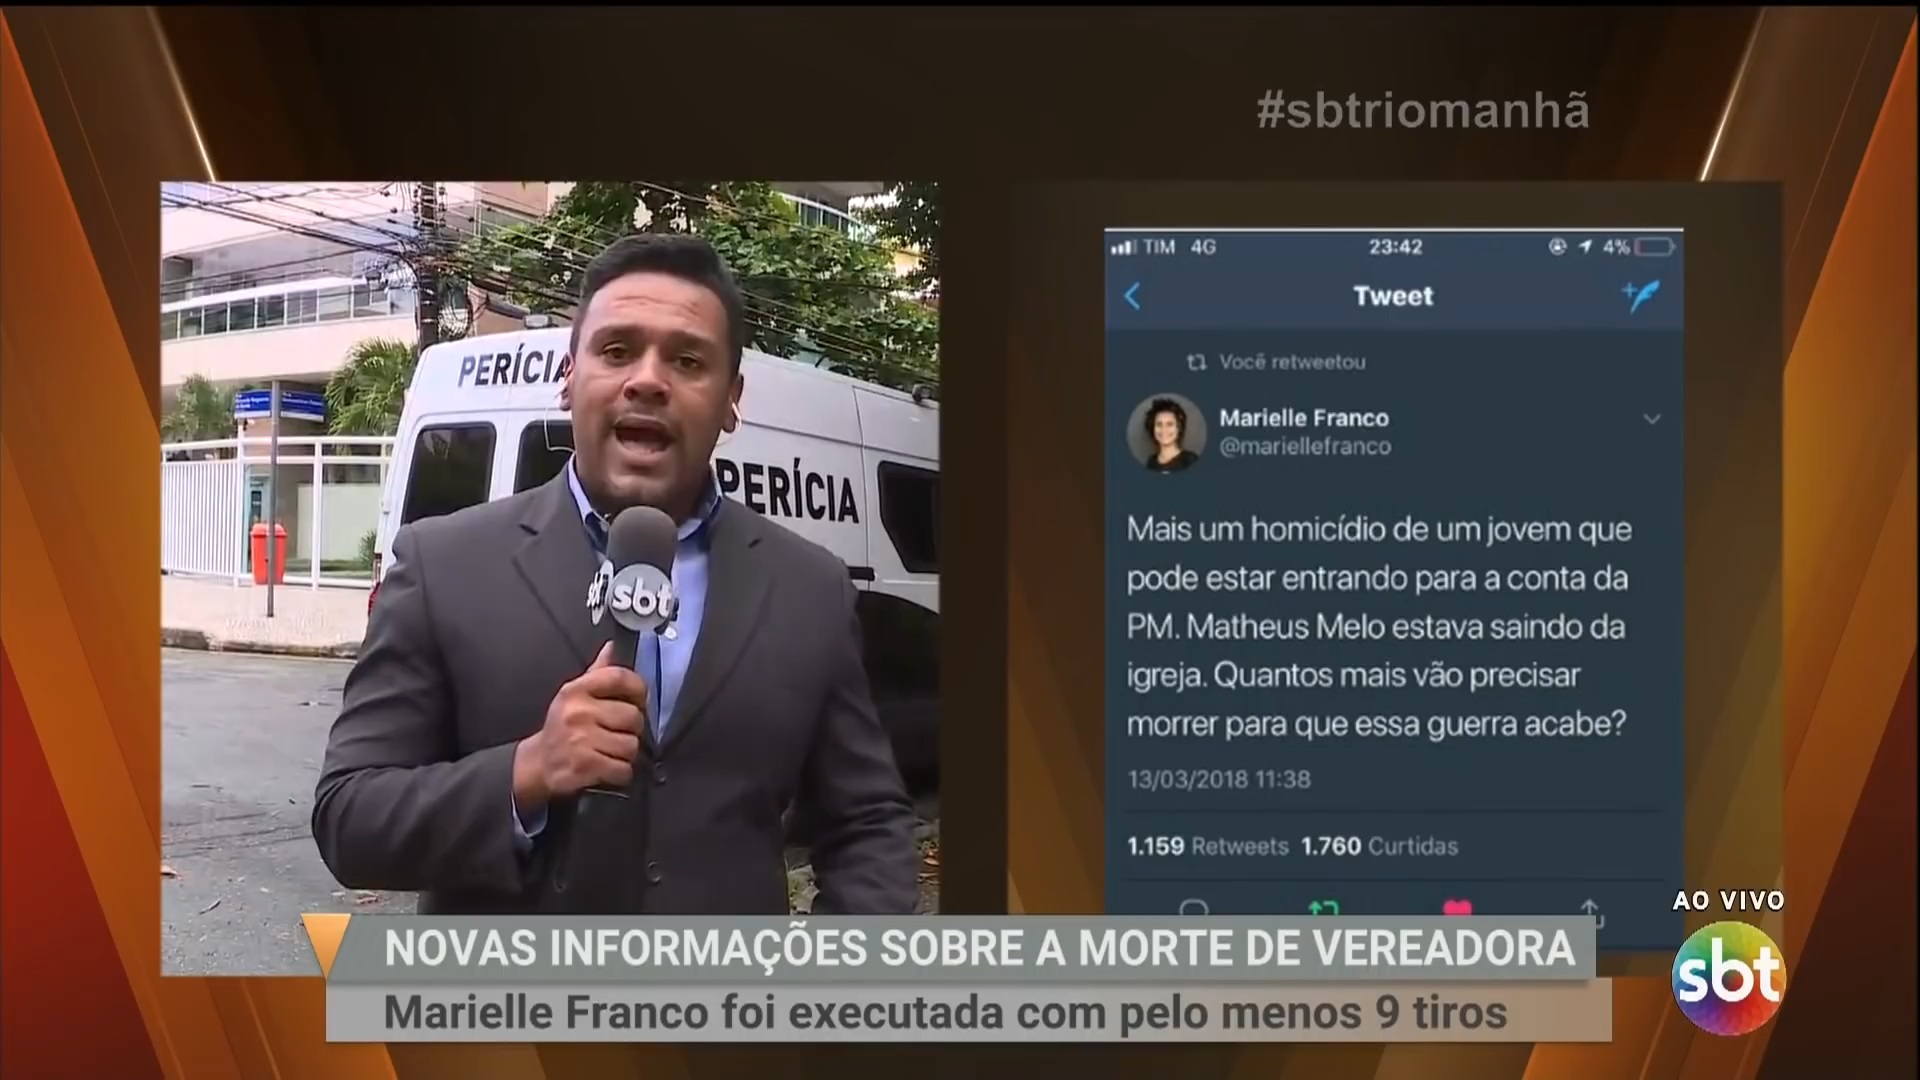 #sbtriomanhã
PERÍCIA
PERÍCIA
sbt
TIM 4G 23:42 4%
Tweet
Você retweetou
Marielle Franco
@mariellefranco
Mais um homicídio de um jovem que
pode estar entrando para a conta da
PM. Matheus Melo estava saindo da
igreja. Quantos mais vão precisar
morrer para que essa guerra acabe?
13/03/2018 11:38
1.159 Retweets 1.760 Curtidas
AO VIVO
sbt
NOVAS INFORMAÇÕES SOBRE A MORTE DE VEREADORA
Marielle Franco foi executada com pelo menos 9 tiros